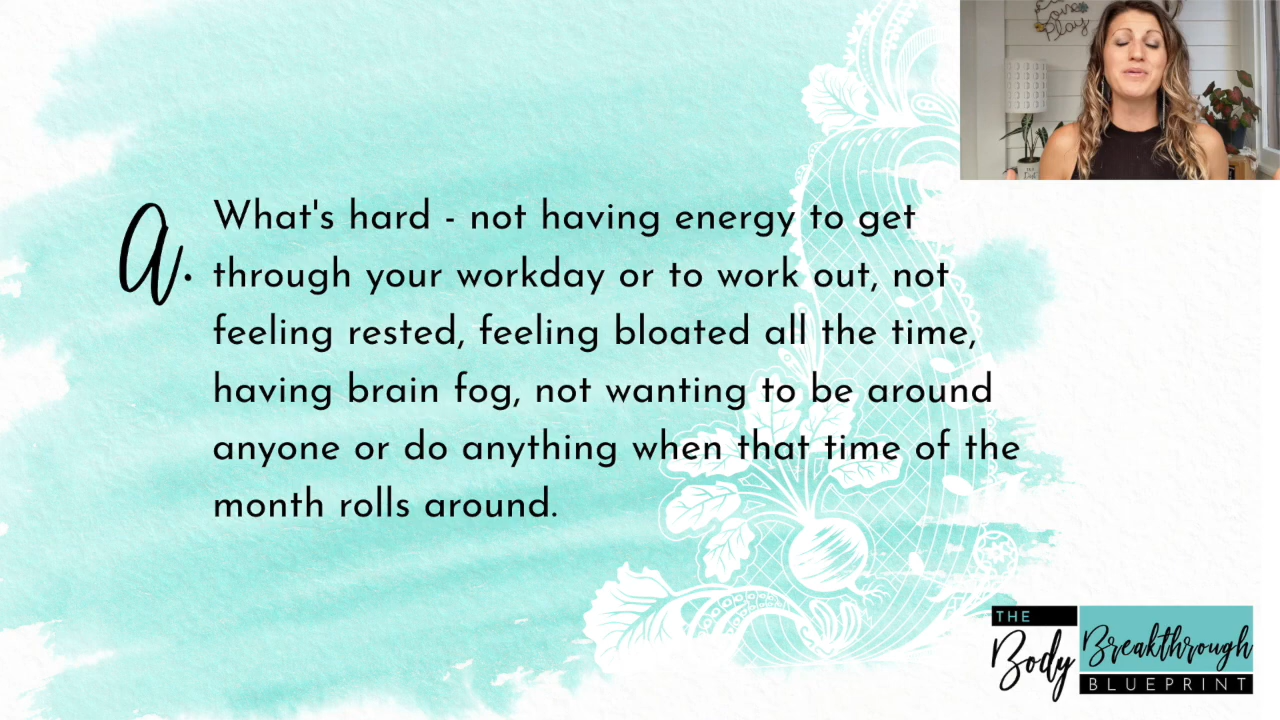 Love
Play
A. What's hard - not having energy to get
through your workday or to work out, not
feeling rested, feeling bloated all the time,
having brain fog, not wanting to be around
anyone or do anything when that time of the
month rolls around.
THE
Body Breakthrough
BLUEPRINT